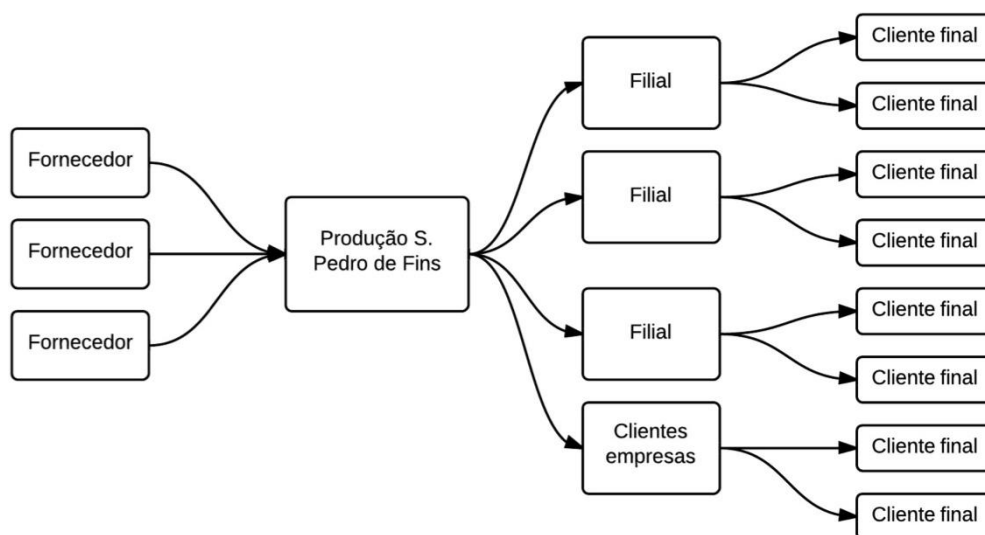 Fornecedor
Fornecedor
Fornecedor
Produção S.
Pedro de Fins
Filial
Filial
Filial
Clientes
empresas
Cliente final
Cliente final
Cliente final
Cliente final
Cliente final
Cliente final
Cliente final
Cliente final